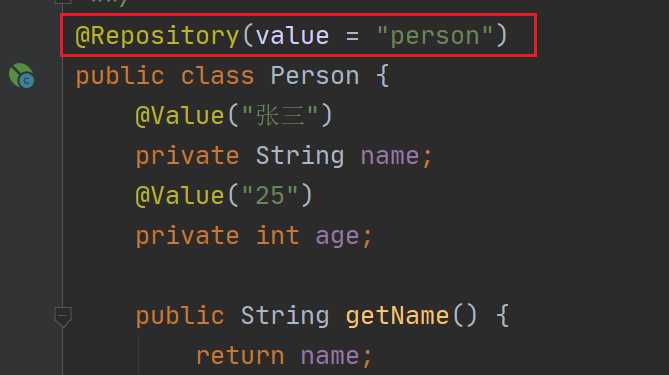 @Repository(value = "person")
public class Person {
@Value("张三")
private String name;
@Value("25")
private int age;
public String getName() {
return name;